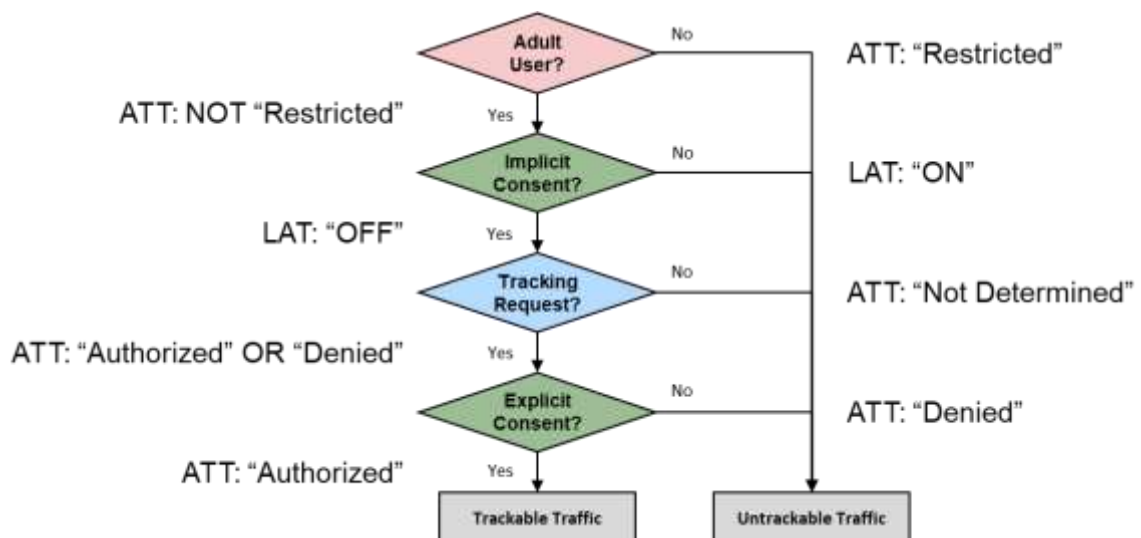 Adult
User?
No
ATT: "Restricted"
ATT: NOT "Restricted"
Yes
Implicit
Consent?
No
LAT: "ON"
LAT: "OFF"
Yes
Tracking
Request?
No
ATT: "Not Determined"
ATT: "Authorized" OR "Denied"
Yes
Explicit
Consent?
No
ATT: "Denied"
ATT: "Authorized"
Yes
Trackable Traffic
Untrackable Traffic